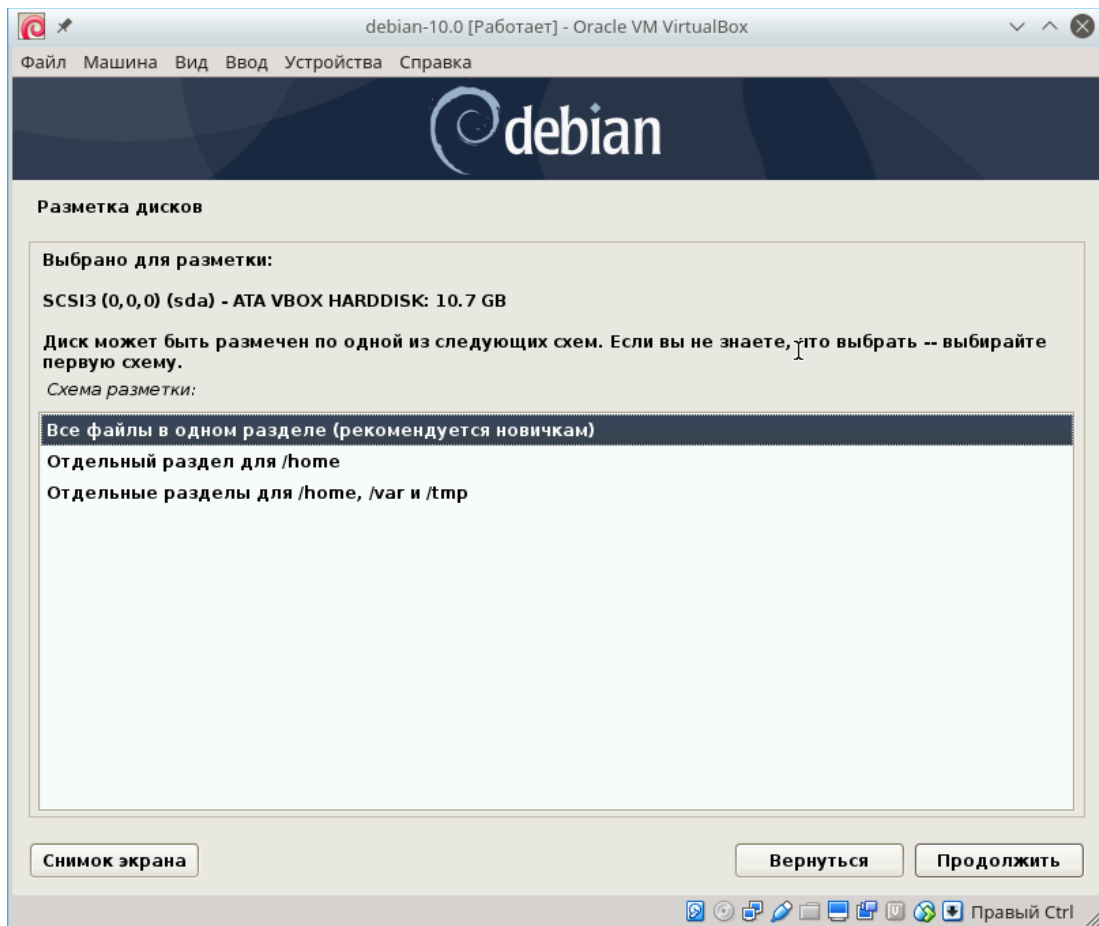 debian-10.0 [Работает] - Oracle VM VirtualBox
Файл Машина Вид Ввод Устройства Справка
debian
Разметка дисков
Выбрано для разметки:
SCSI3 (0,0,0) (sda) - ATA VBOX HARDDISK: 10.7 GB
Диск может быть размечен по одной из следующих схем. Если вы не знаете, что выбрать -- выбирайте
первую схему.
Схема разметки:
Все файлы в одном разделе (рекомендуется новичкам)
Отдельный раздел для /home
Отдельные разделы для /home, /var и /tmp
Снимок экрана Вернуться Продолжить
Правый Ctrl